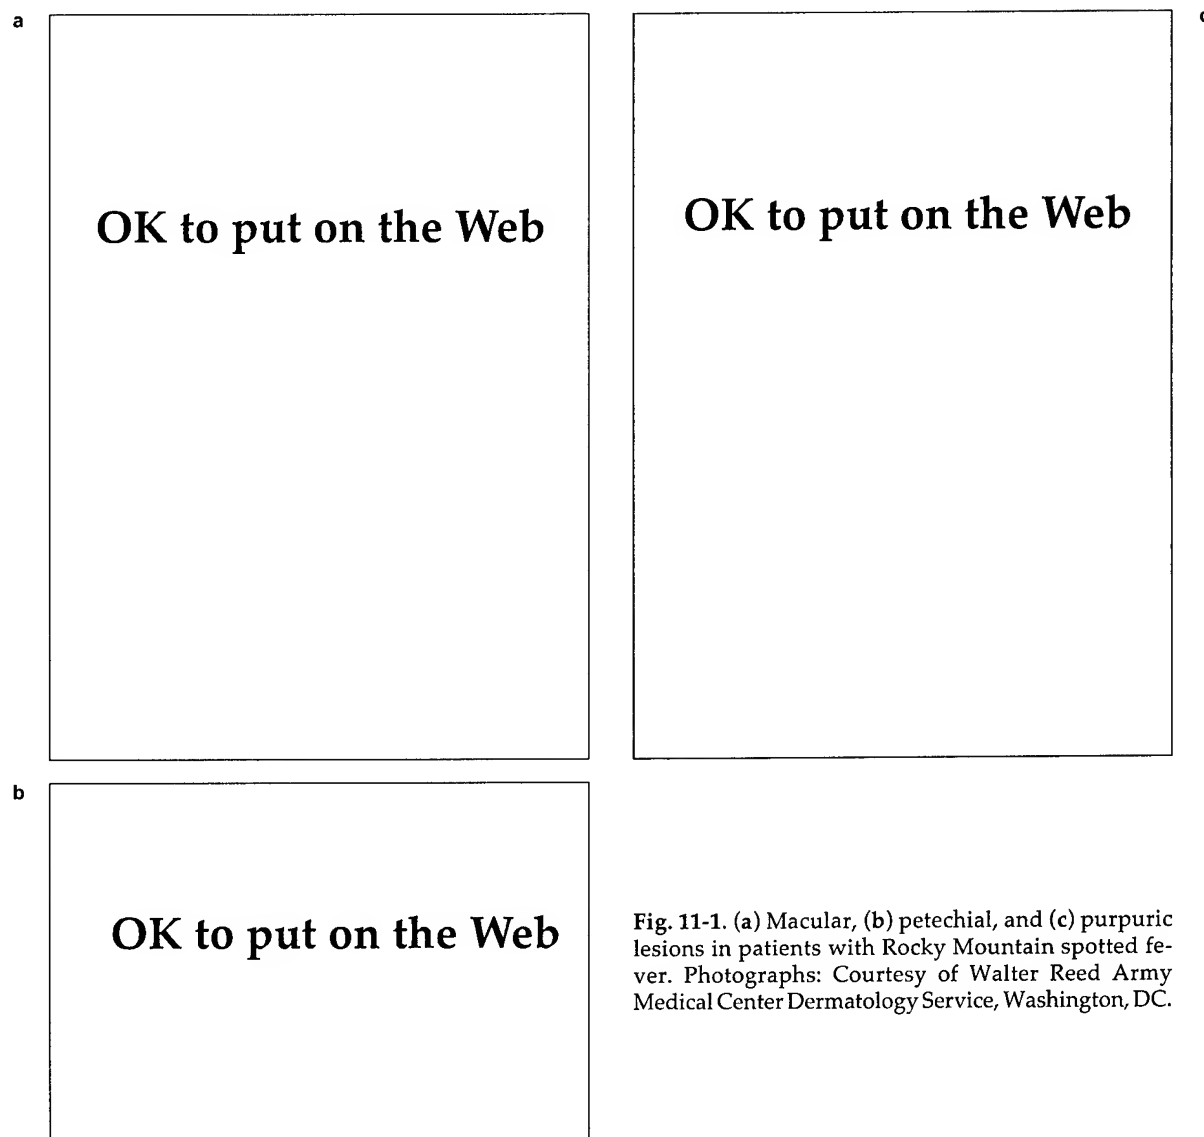 a
OK to put on the Web
OK to put on the Web
b
OK to put on the Web
Fig. 11-1. (a) Macular, (b) petechial, and (c) purpuric
lesions in patients with Rocky Mountain spotted fe-
ver. Photographs: Courtesy of Walter Reed Army
Medical Center Dermatology Service, Washington, DC.